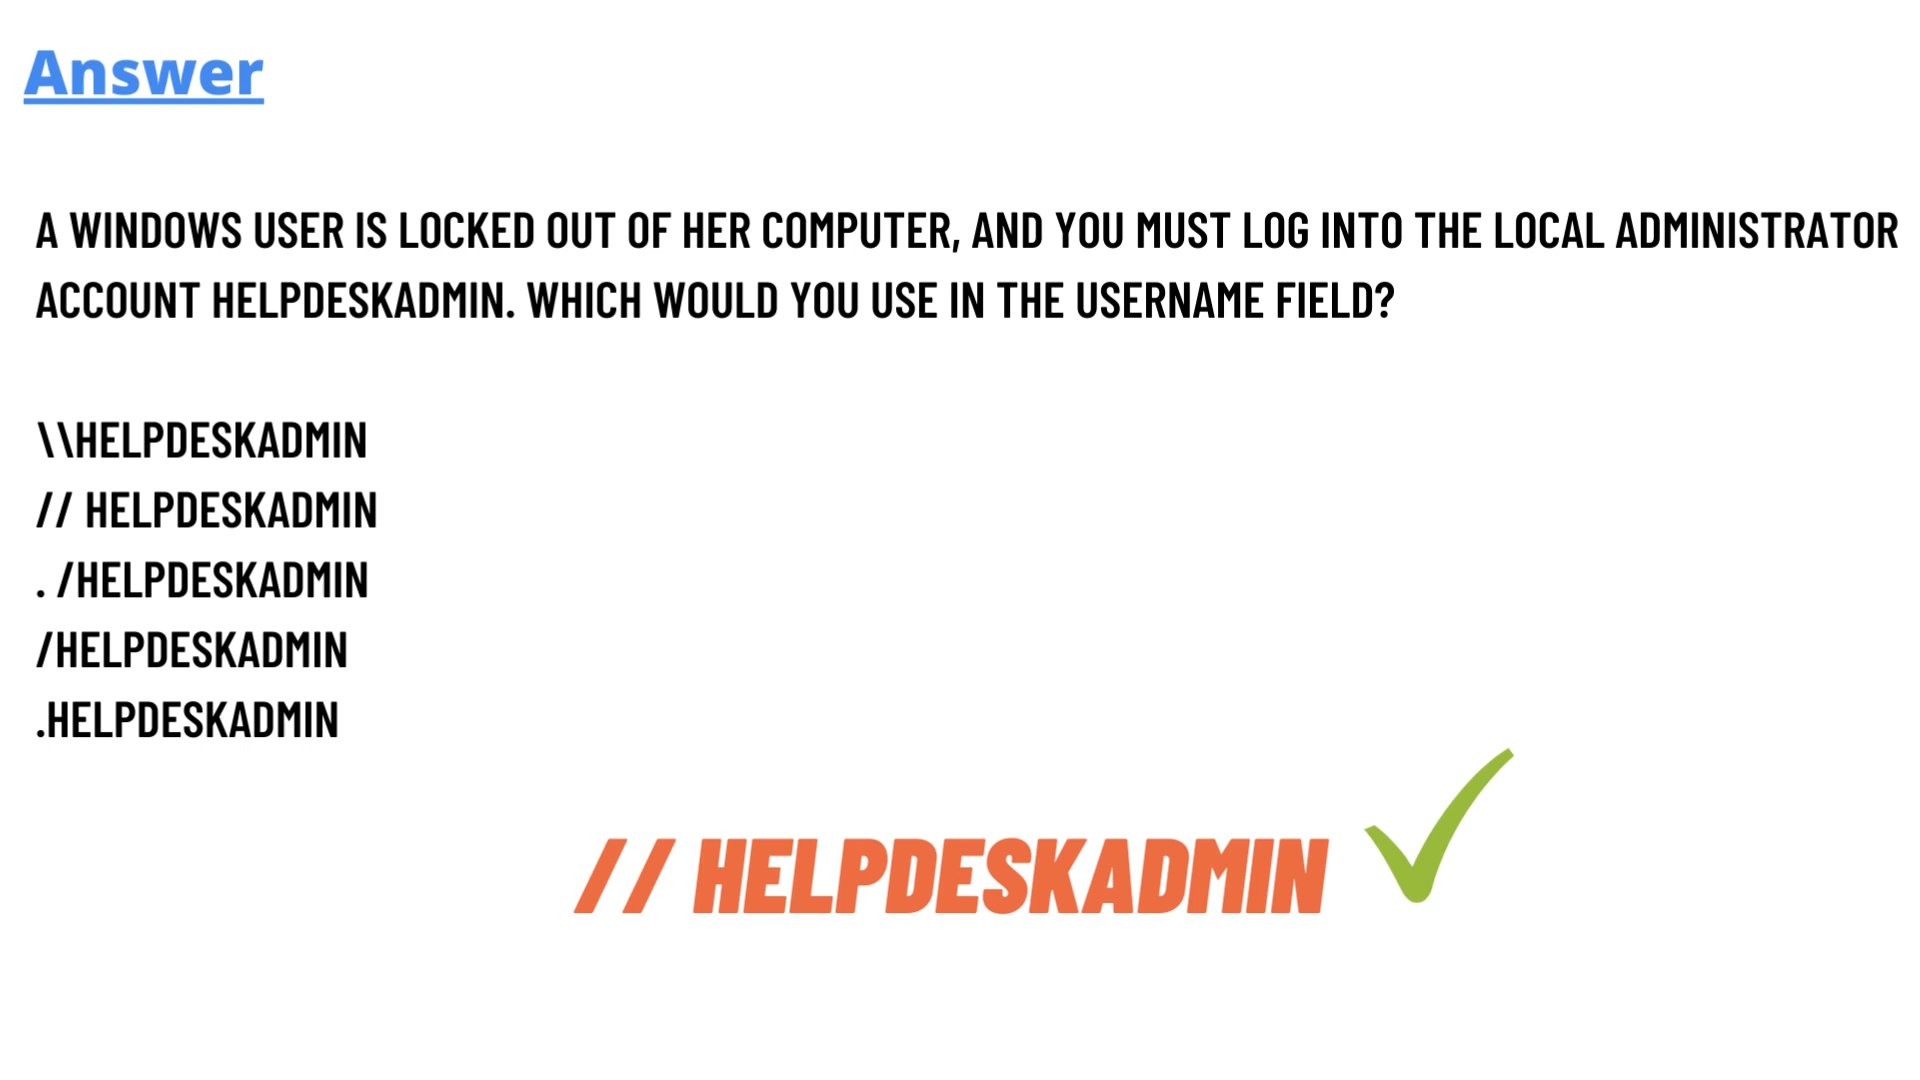 Answer
A WINDOWS USER IS LOCKED OUT OF HER COMPUTER, AND YOU MUST LOG INTO THE LOCAL ADMINISTRATOR
ACCOUNT HELPDESKADMIN. WHICH WOULD YOU USE IN THE USERNAME FIELD?
\\HELPDESKADMIN
// HELPDESKADMIN
. /HELPDESKADMIN
/HELPDESKADMIN
.HELPDESKADMIN
// HELPDESKADMIN